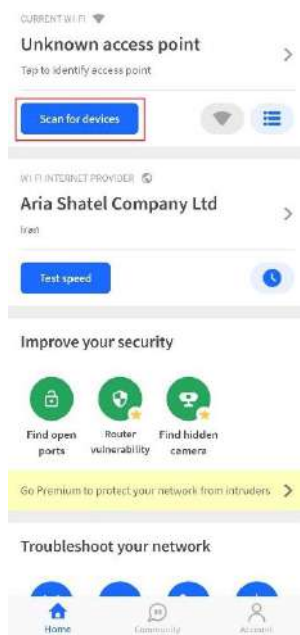 CURRENT WI-FI
Unknown access point
Tap to identify access point
Scan for devices
WI-FI INTERNET PROVIDER
Aria Shatel Company Ltd
Iran
Test speed
Improve your security
Find open ports
Router vulnerability
Find hidden camera
Go Premium to protect your network from intruders
Troubleshoot your network
Home
Community
Account